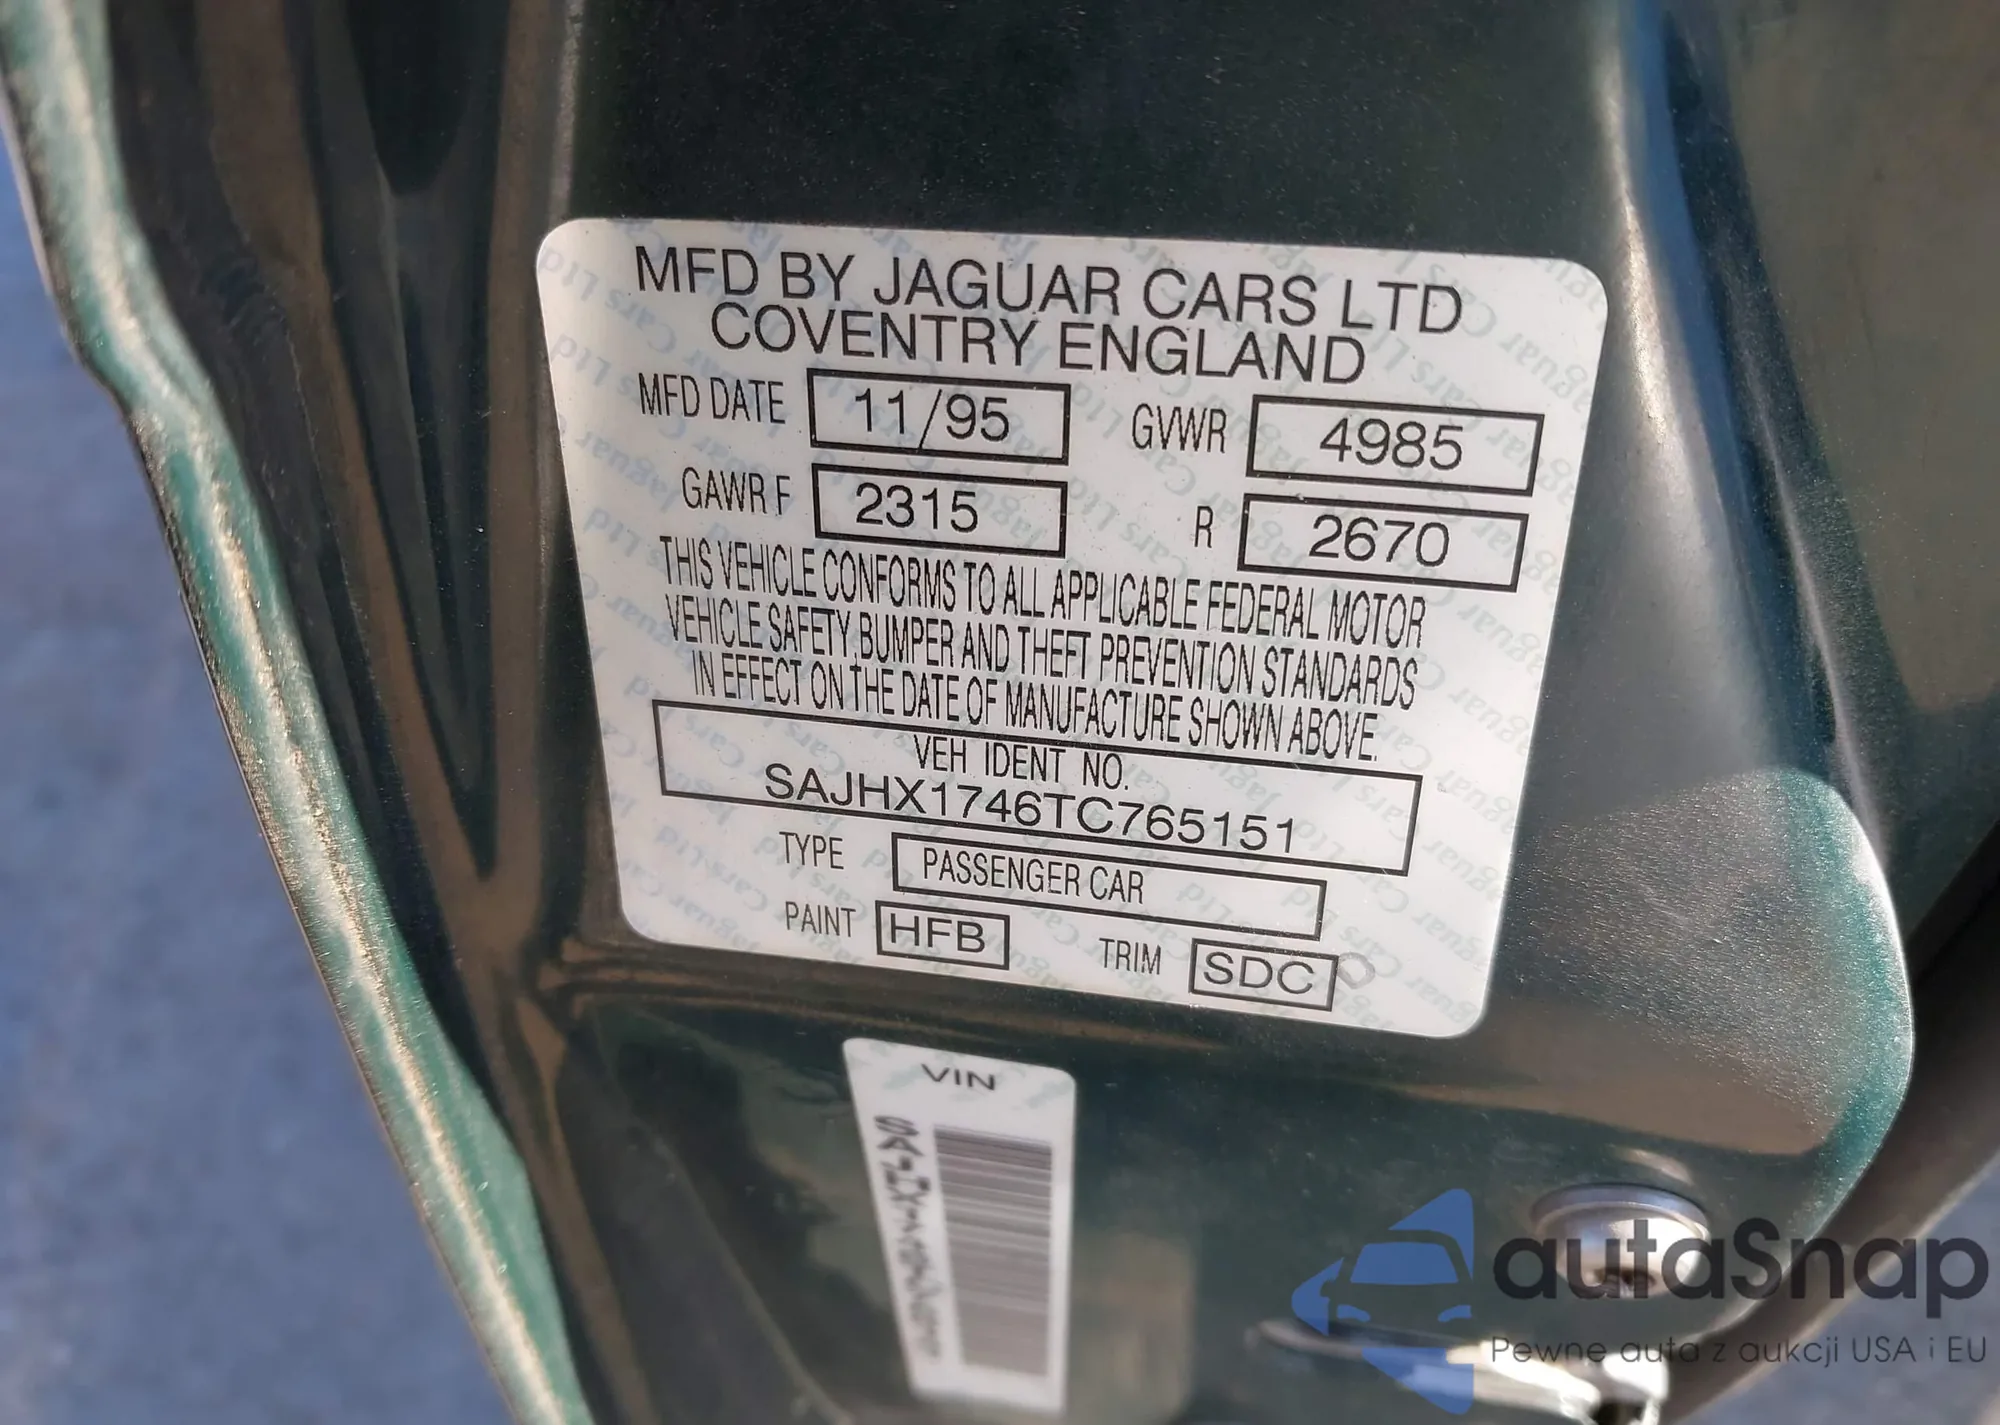 MFD BY JAGUAR CARS LTD
COVENTRY ENGLAND
MFD DATE 11/95 GVWR 4985
GAWR F 2315 R 2670
THIS VEHICLE CONFORMS TO ALL APPLICABLE FEDERAL MOTOR
VEHICLE SAFETY, BUMPER AND THEFT PREVENTION STANDARDS
IN EFFECT ON THE DATE OF MANUFACTURE SHOWN ABOVE.
VEH IDENT NO.
SAJHX1746TC765151
TYPE PASSENGER CAR
PAINT HFB TRIM SDC
VIN
autaSnap
Pewne auta z aukcji USA i EU